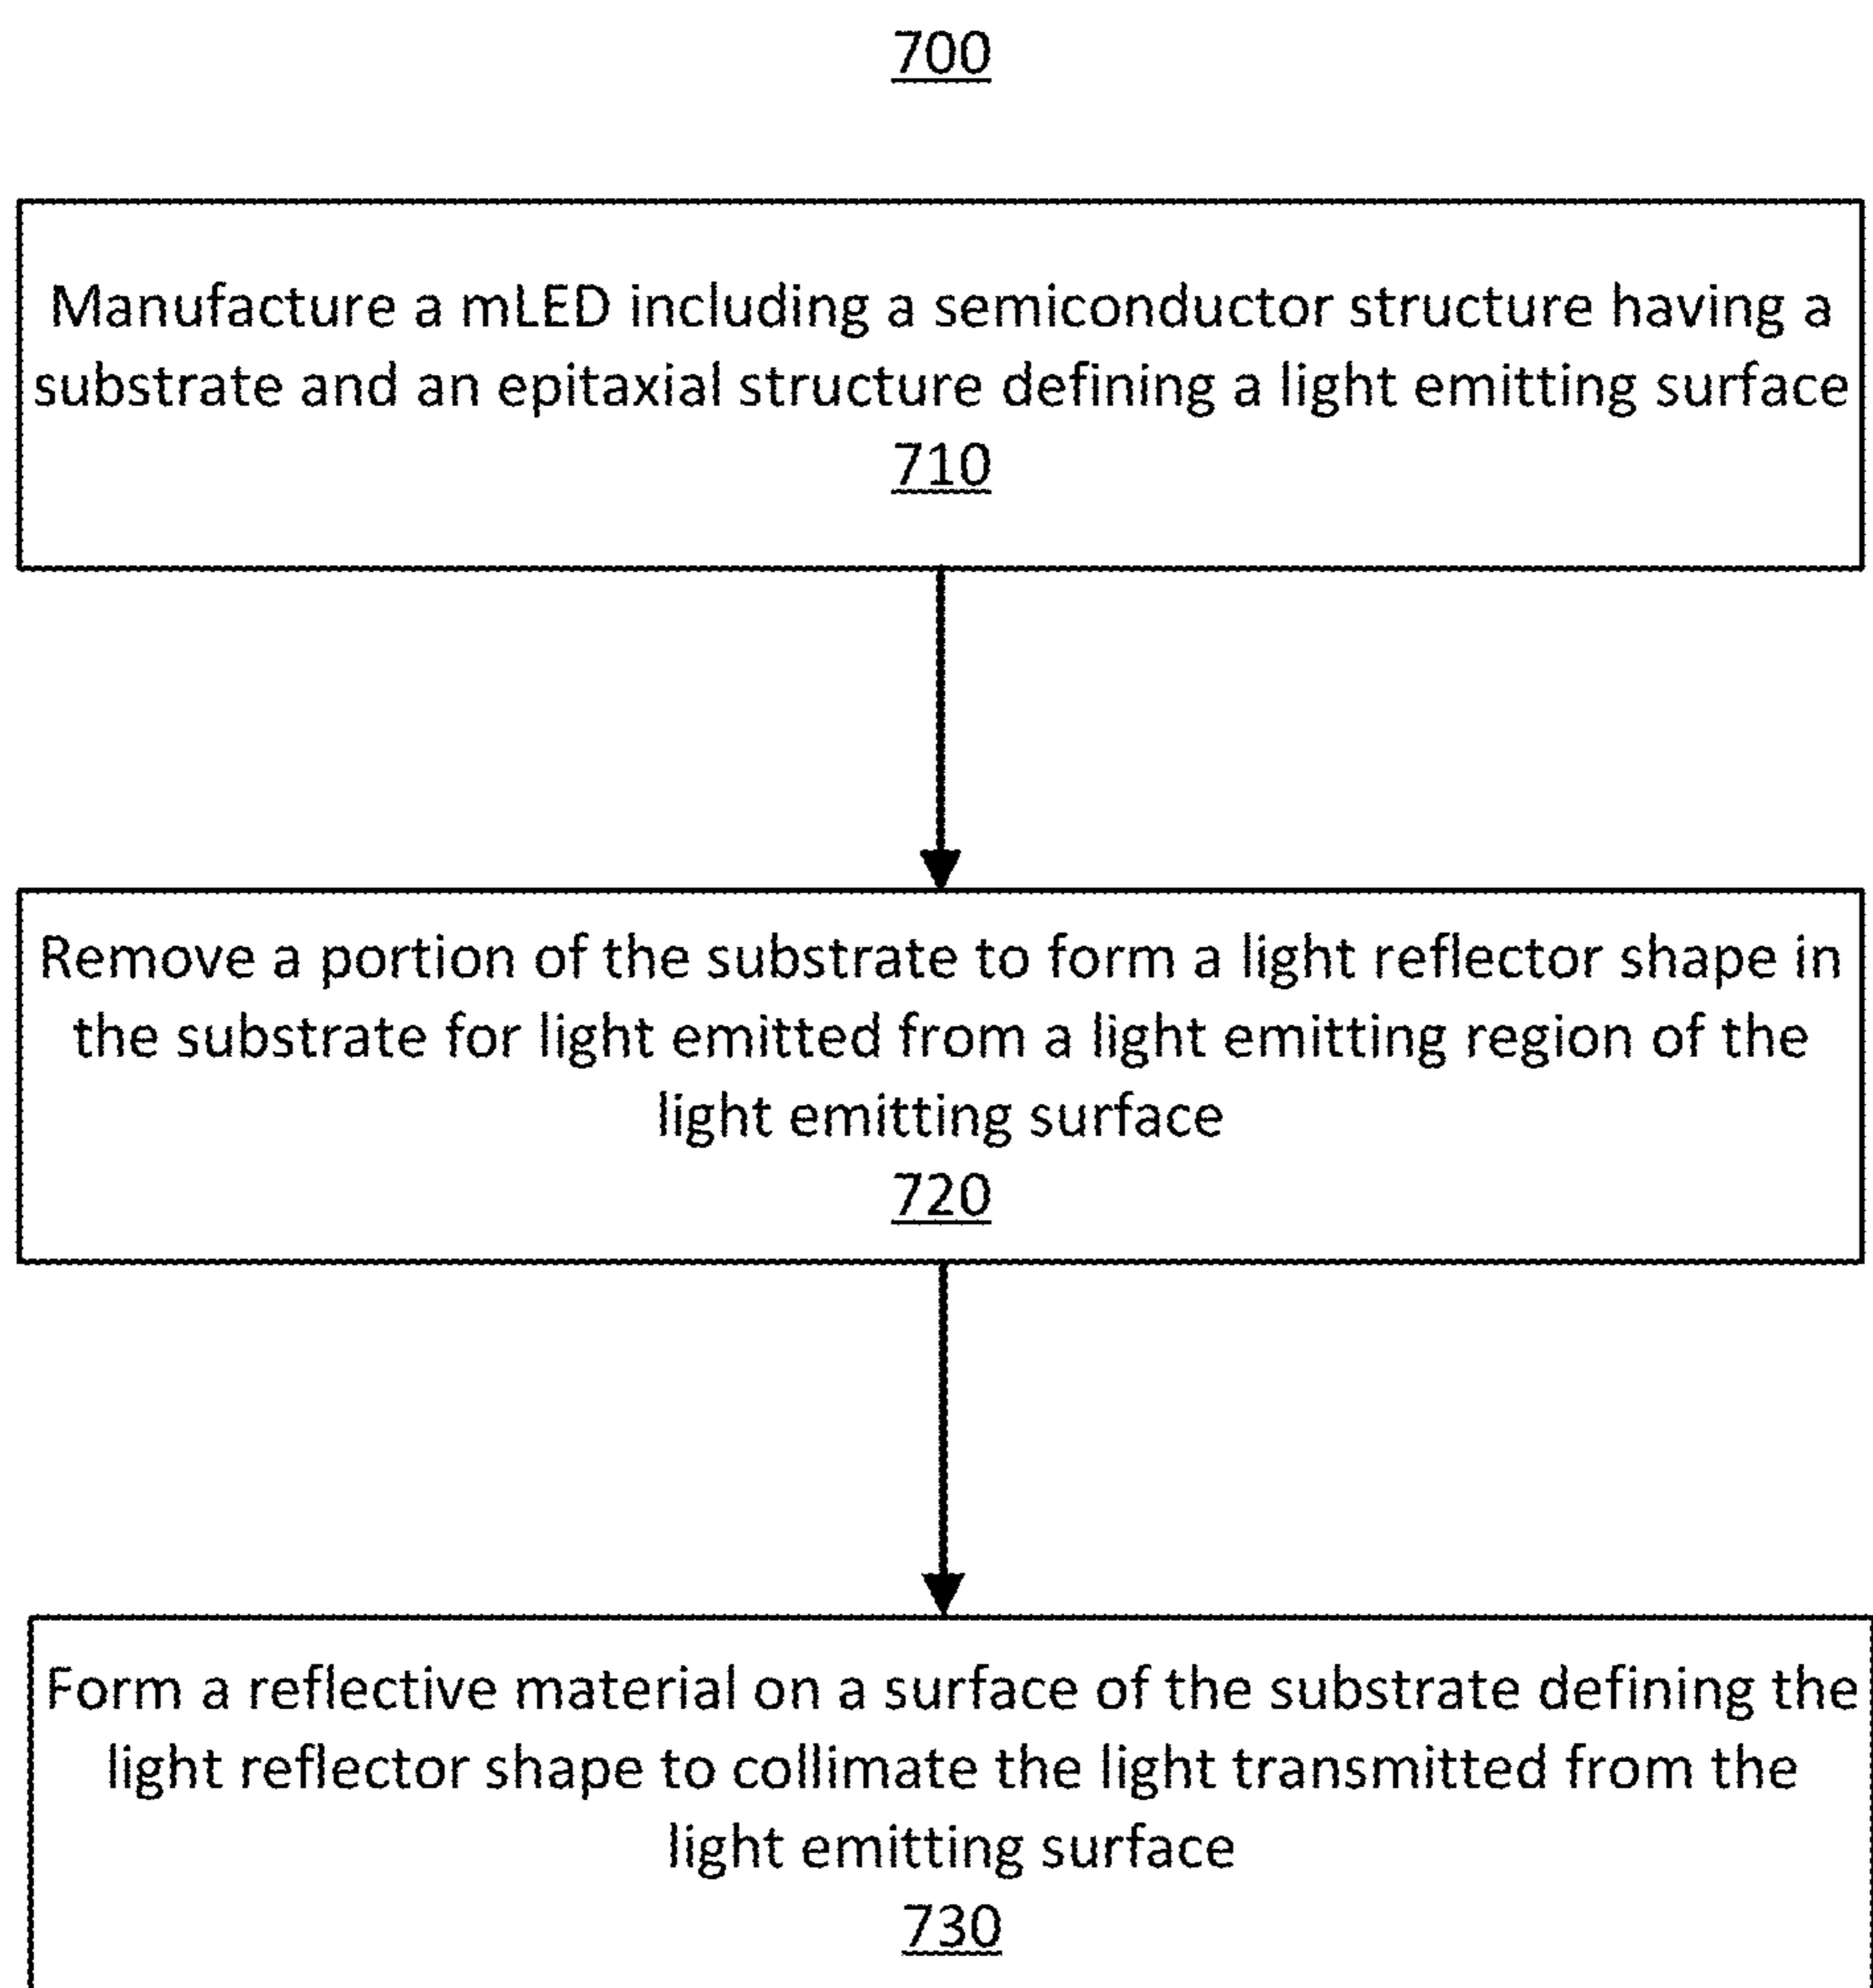 700
Manufacture a mLED including a semiconductor structure having a
substrate and an epitaxial structure defining a light emitting surface
710
Remove a portion of the substrate to form a light reflector shape in
the substrate for light emitted from a light emitting region of the
light emitting surface
720
Form a reflective material on a surface of the substrate defining the
light reflector shape to collimate the light transmitted from the
light emitting surface
730